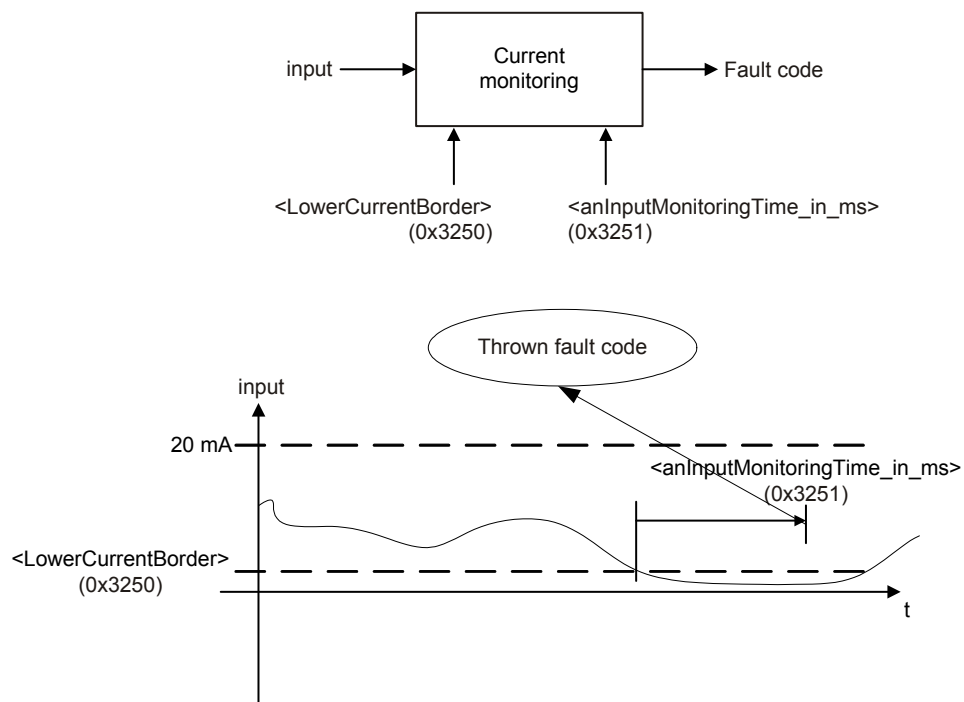 Current
monitoring
input
Fault code
<LowerCurrentBorder>
(0x3250)
<anInputMonitoringTime_in_ms>
(0x3251)
Thrown fault code
input
20 mA
<anInputMonitoringTime_in_ms>
(0x3251)
<LowerCurrentBorder>
(0x3250)
t